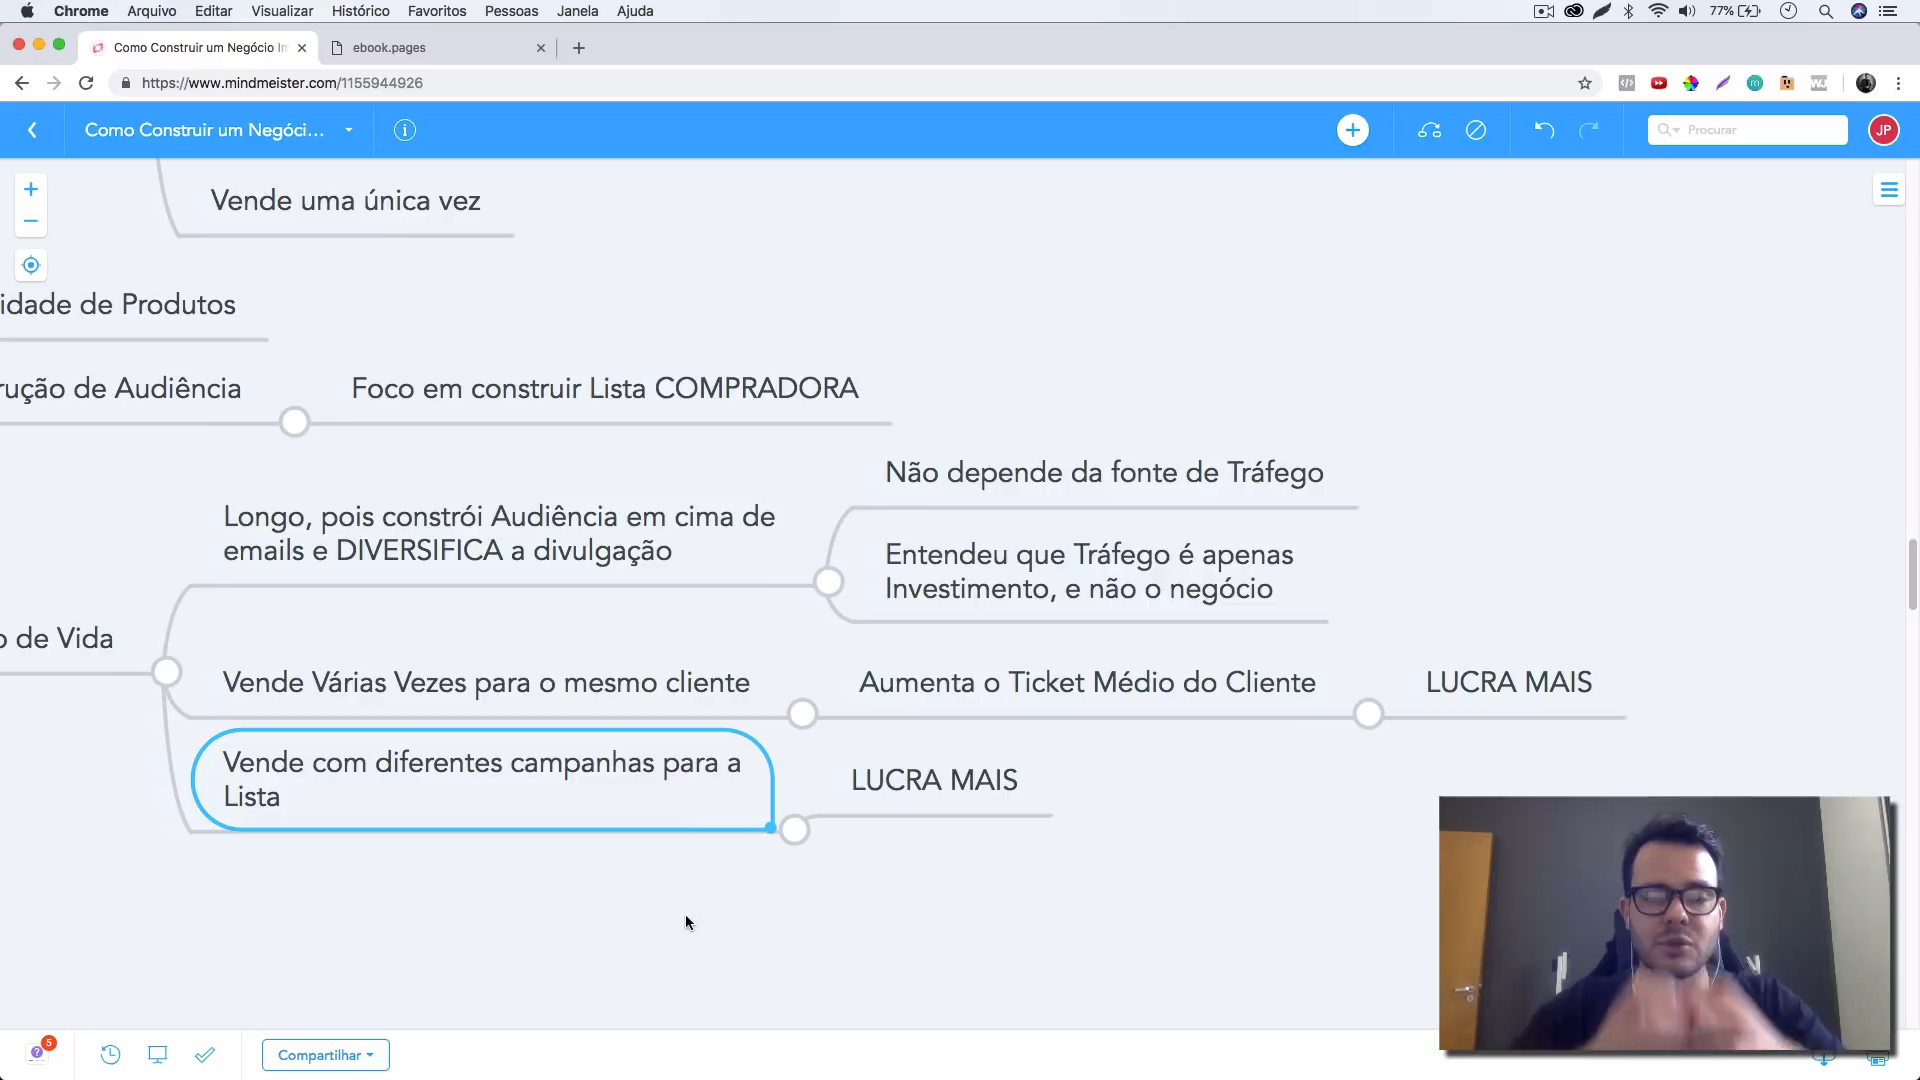 Chrome Arquivo Editar Visualizar Histórico Favoritos Pessoas Janela Ajuda 77%
Como Construir um Negócio In
ebook.pages
https://www.mindmeister.com/1155944926
Como Construir um Negóci...
Procurar
JP
Vende uma única vez
idade de Produtos
rução de Audiência
Foco em construir Lista COMPRADORA
Não depende da fonte de Tráfego
Longo, pois constrói Audiência em cima de
emails e DIVERSIFICA a divulgação
Entendeu que Tráfego é apenas
Investimento, e não o negócio
o de Vida
Vende Várias Vezes para o mesmo cliente
Aumenta o Ticket Médio do Cliente
LUCRA MAIS
Vende com diferentes campanhas para a
Lista
LUCRA MAIS
5
Compartilhar